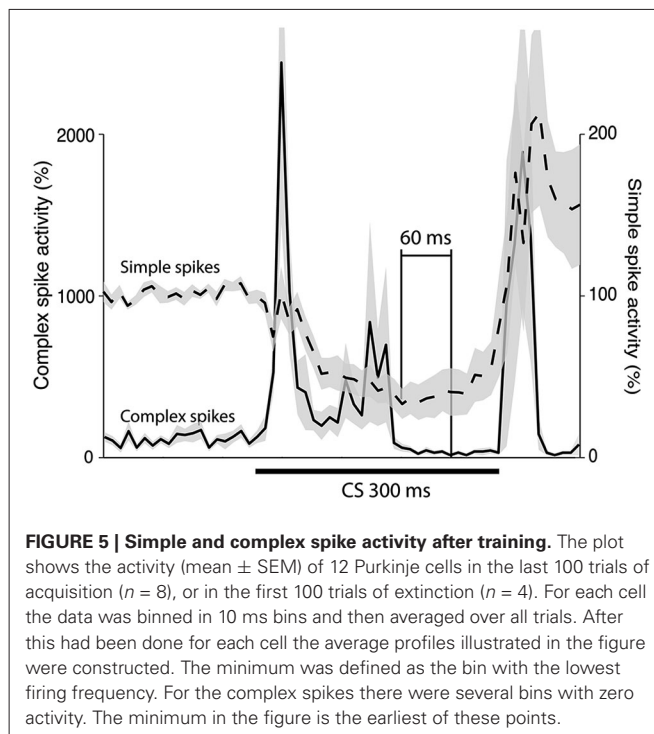 2000
1000
0
Complex spike activity (%)
200
100
0
Simple spike activity (%)
60 ms
Simple spikes
Complex spikes
CS 300 ms
FIGURE 5 | Simple and complex spike activity after training. The plot
shows the activity (mean ± SEM) of 12 Purkinje cells in the last 100 trials of
acquisition (n = 8), or in the first 100 trials of extinction (n = 4). For each cell
the data was binned in 10 ms bins and then averaged over all trials. After
this had been done for each cell the average profiles illustrated in the figure
were constructed. The minimum was defined as the bin with the lowest
firing frequency. For the complex spikes there were several bins with zero
activity. The minimum in the figure is the earliest of these points.